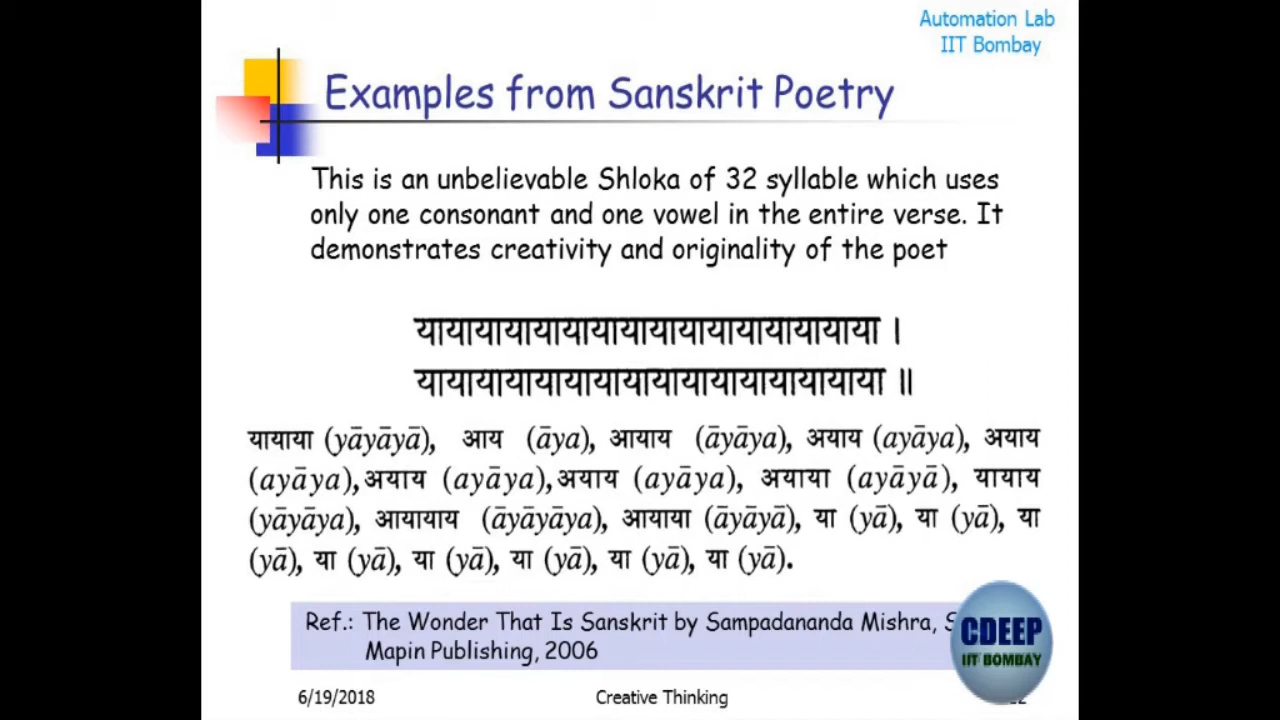 Automation Lab
IIT Bombay
Examples from Sanskrit Poetry
This is an unbelievable Shloka of 32 syllable which uses
only one consonant and one vowel in the entire verse. It
demonstrates creativity and originality of the poet
यायायायायायायायायायायायायायायाया ।
यायायायायायायायायायायायायायायाया ॥
यायाया (yāyāyā), आय (āya), आयाय (āyāya), अयाय (ayāya), अयाय
(ayāya), अयाय (ayāya), अयाय (ayāya), अयाया (ayāyā), यायाय
(yāyāya), आयायाय (āyāyāya), आयाया (āyāyā), या (yā), या (yā), या
(yā), या (yā), या (yā), या (yā), या (yā), या (yā).
Ref.: The Wonder That Is Sanskrit by Sampadananda Mishra,
Mapin Publishing, 2006
CDEEP
IIT BOMBAY
6/19/2018 Creative Thinking